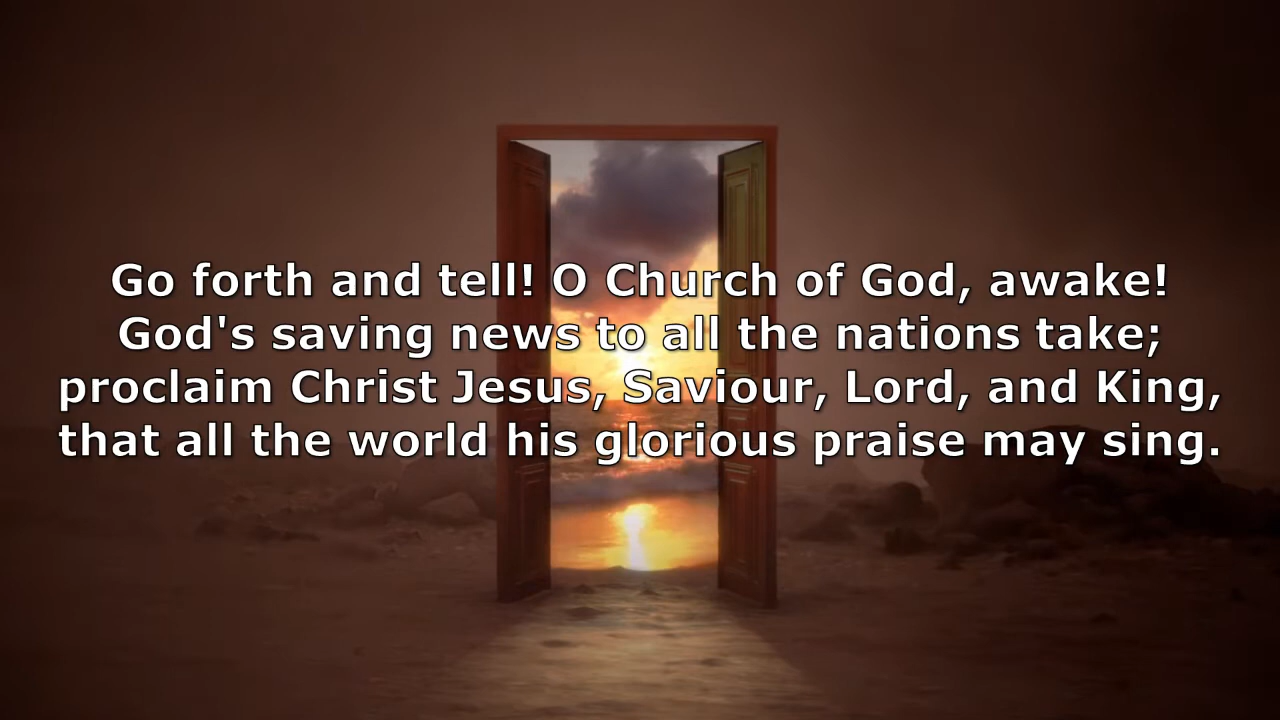 Go forth and tell! O Church of God, awake!
God's saving news to all the nations take;
proclaim Christ Jesus, Saviour, Lord, and King,
that all the world his glorious praise may sing.